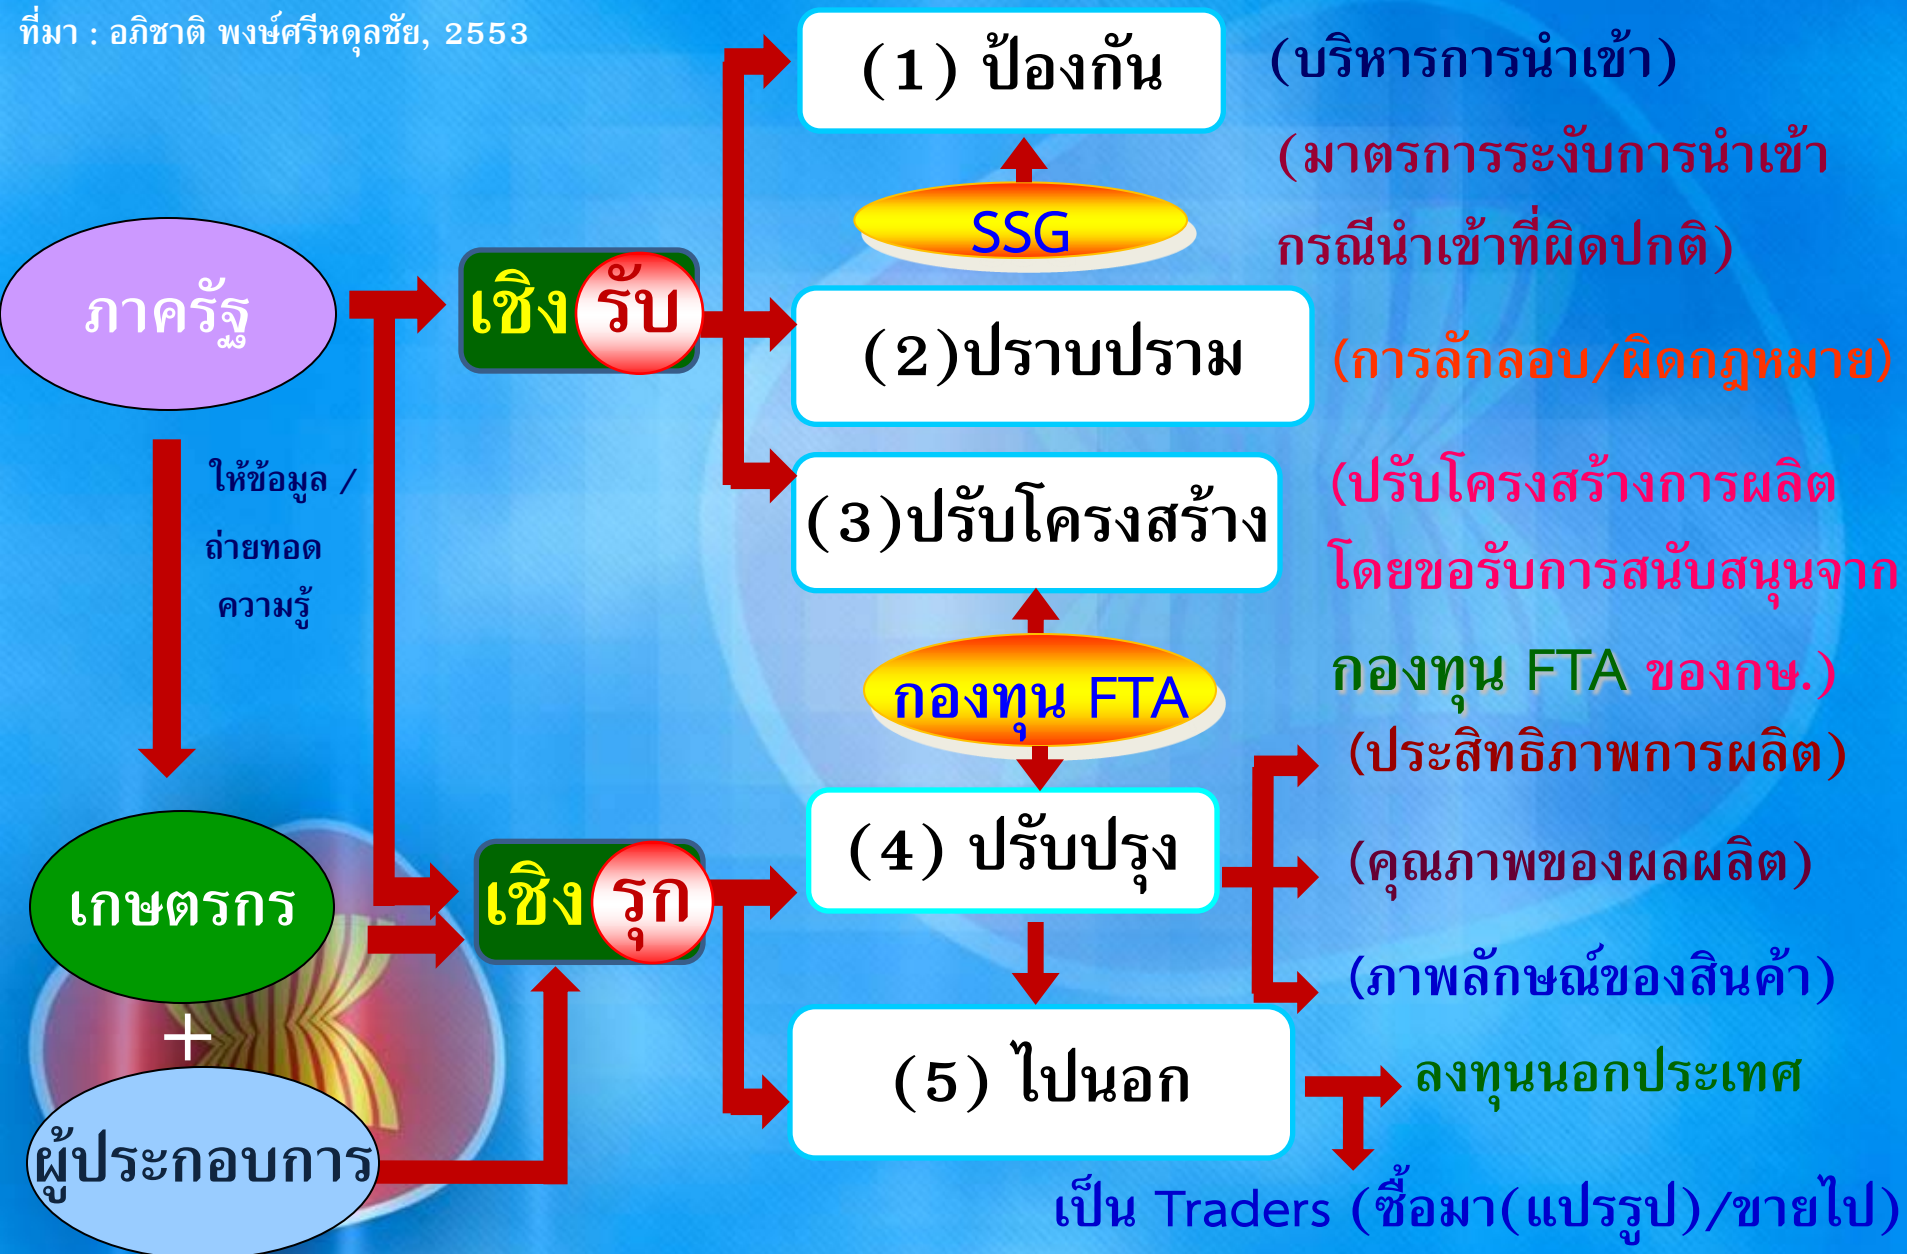 ที่มา : อภิชาติ พงษ์ศรีหดุลชัย, 2553
(1) ป้องกัน
(บริหารการนำเข้า)
SSG
(มาตรการระงับการนำเข้า
กรณีนำเข้าที่ผิดปกติ)
ภาครัฐ
เชิง รับ
(2)ปราบปราม
(การลักลอบ/ผิดกฎหมาย)
ให้ข้อมูล /
ถ่ายทอด
ความรู้
(3)ปรับโครงสร้าง
(ปรับโครงสร้างการผลิต
โดยขอรับการสนับสนุนจาก
กองทุน FTA ของกษ.)
กองทุน FTA
เกษตรกร
+
ผู้ประกอบการ
เชิง รุก
(4) ปรับปรุง
(ประสิทธิภาพการผลิต)
(คุณภาพของผลผลิต)
(ภาพลักษณ์ของสินค้า)
(5) ไปนอก
ลงทุนนอกประเทศ
เป็น Traders (ซื้อมา(แปรรูป)/ขายไป)